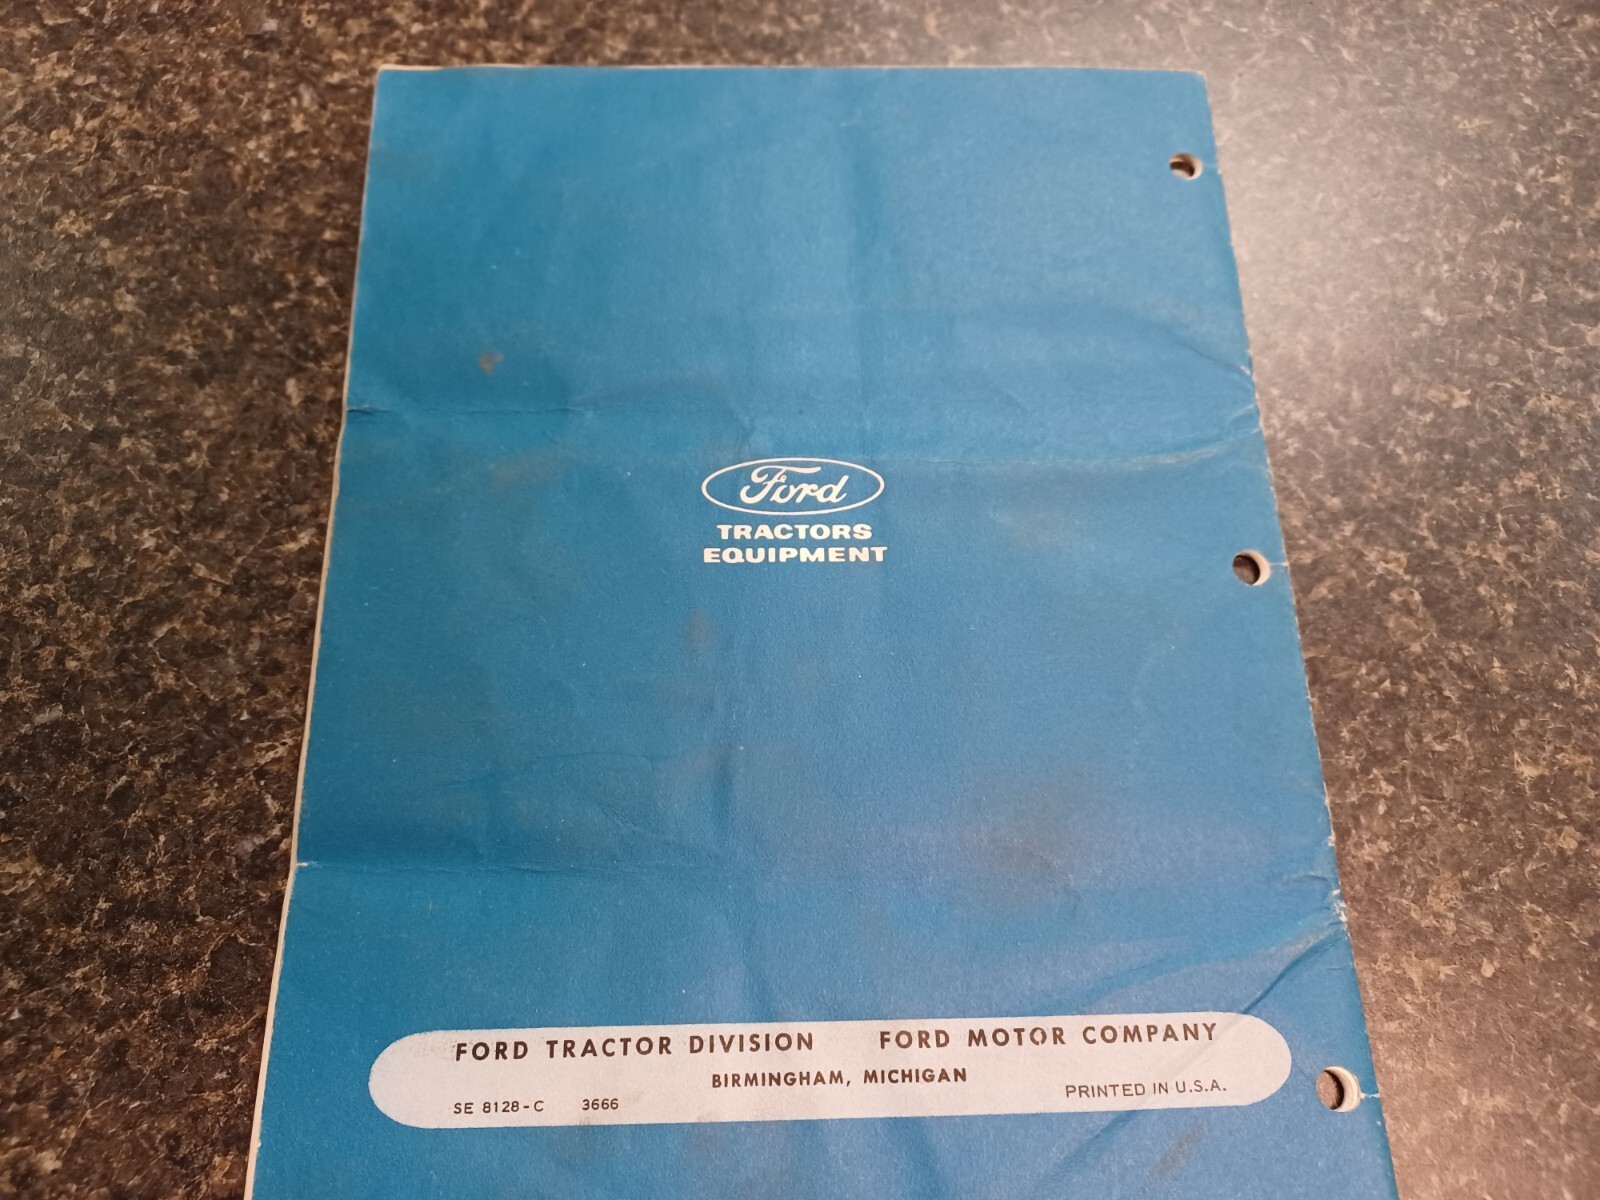 Ford
TRACTORS
EQUIPMENT
FORD TRACTOR DIVISION FORD MOTOR COMPANY
BIRMINGHAM, MICHIGAN
SE 8128-C 3666 PRINTED IN U.S.A.